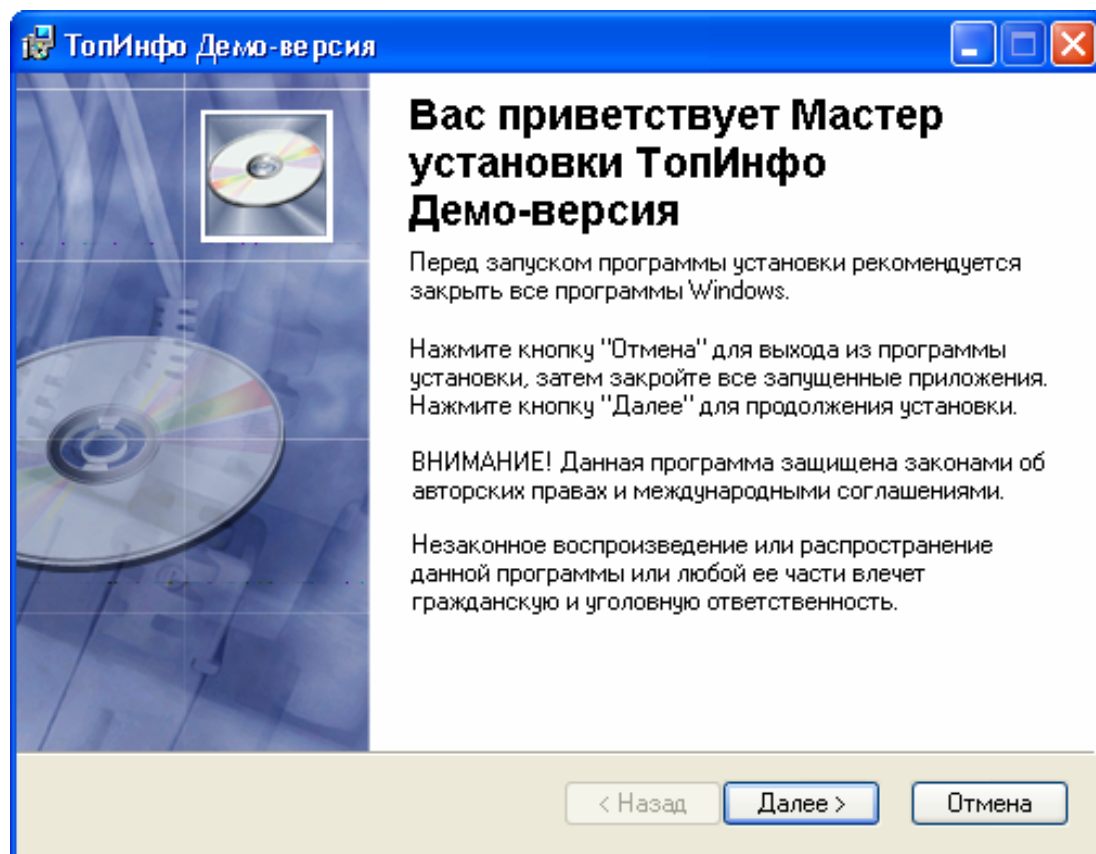 ТопИнфо Демо-версия
Вас приветствует Мастер
установки ТопИнфо
Демо-версия
Перед запуском программы установки рекомендуется
закрыть все программы Windows.
Нажмите кнопку "Отмена" для выхода из программы
установки, затем закройте все запущенные приложения.
Нажмите кнопку "Далее" для продолжения установки.
ВНИМАНИЕ! Данная программа защищена законами об
авторских правах и международными соглашениями.
Незаконное воспроизведение или распространение
данной программы или любой ее части влечет
гражданскую и уголовную ответственность.
< Назад Далее > Отмена